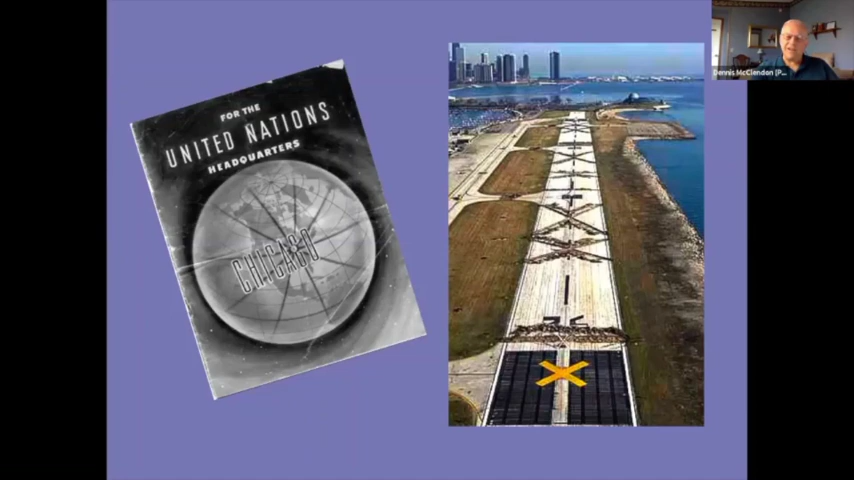 FOR THE
UNITED NATIONS
HEADQUARTERS
CHICAGO
Dennis McClendon (P...